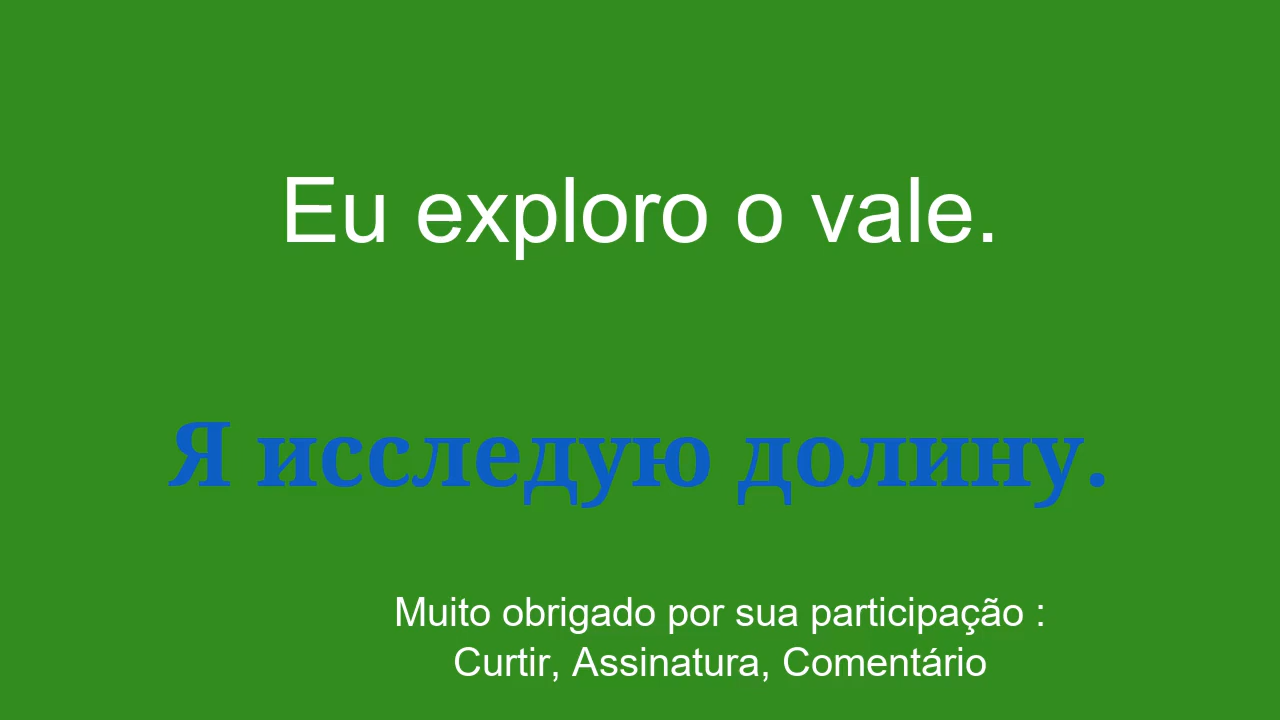 Eu exploro o vale.
Я исследую долину.
Muito obrigado por sua participação :
Curtir, Assinatura, Comentário